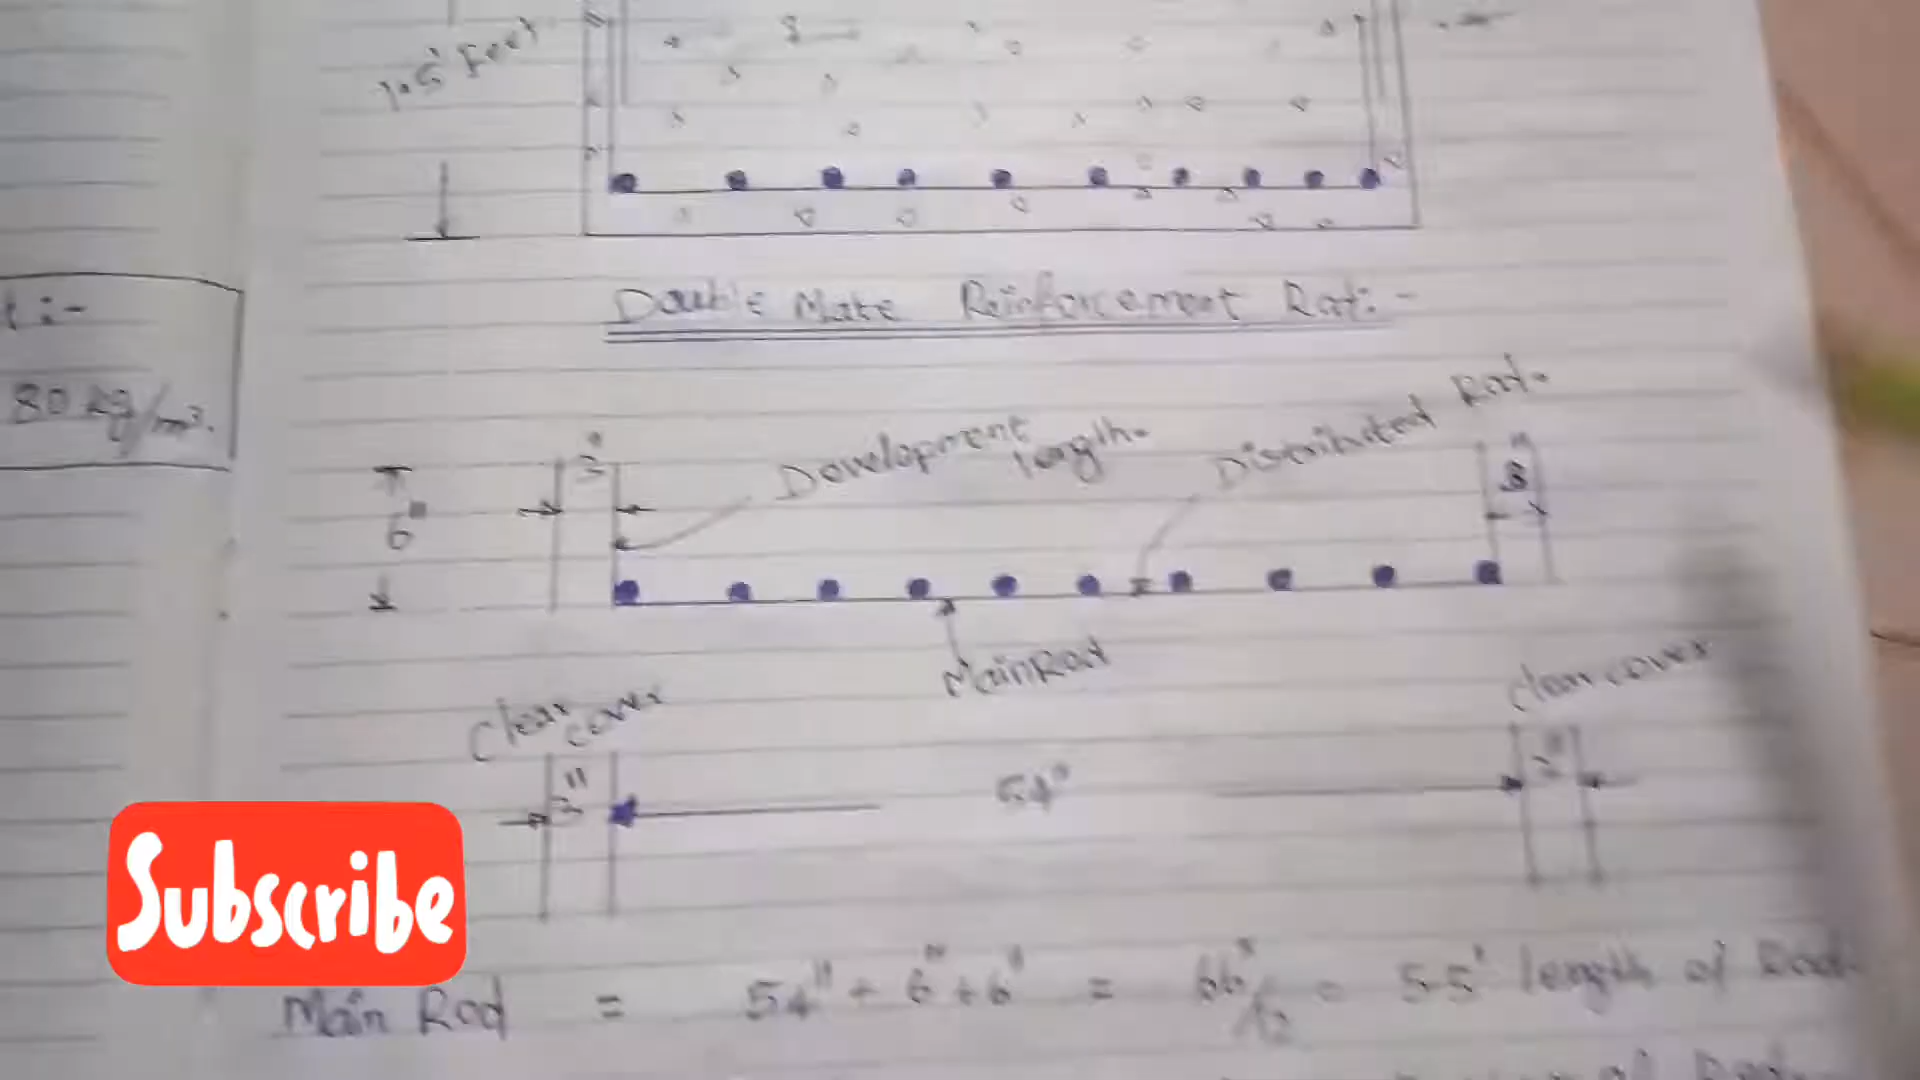 1.5' Feet
Double Mate Reinforcement Rod:-
t :-
80 kg/m³.
6"
3"
Development length.
Distributed Rod.
3"
Main Rod
Clear cover
Clear cover
3"
54"
Subscribe
Main Rod = 54" + 6" + 6" = 66"/12 = 5.5' length of Rod.